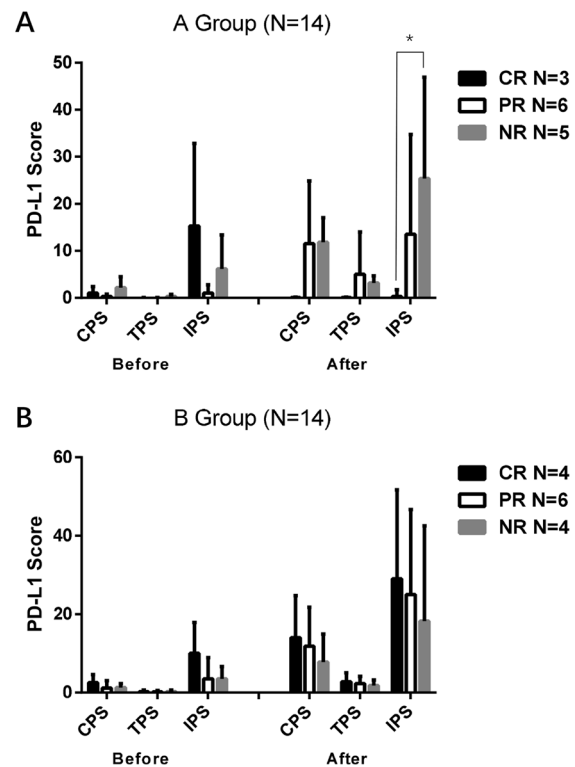 A
A Group (N=14)
PD-L1 Score
50
40
30
20
10
0
*
CR N=3
PR N=6
NR N=5
CPS
TPS
IPS
CPS
TPS
IPS
Before
After
B
B Group (N=14)
PD-L1 Score
60
40
20
0
CR N=4
PR N=6
NR N=4
CPS
TPS
IPS
CPS
TPS
IPS
Before
After